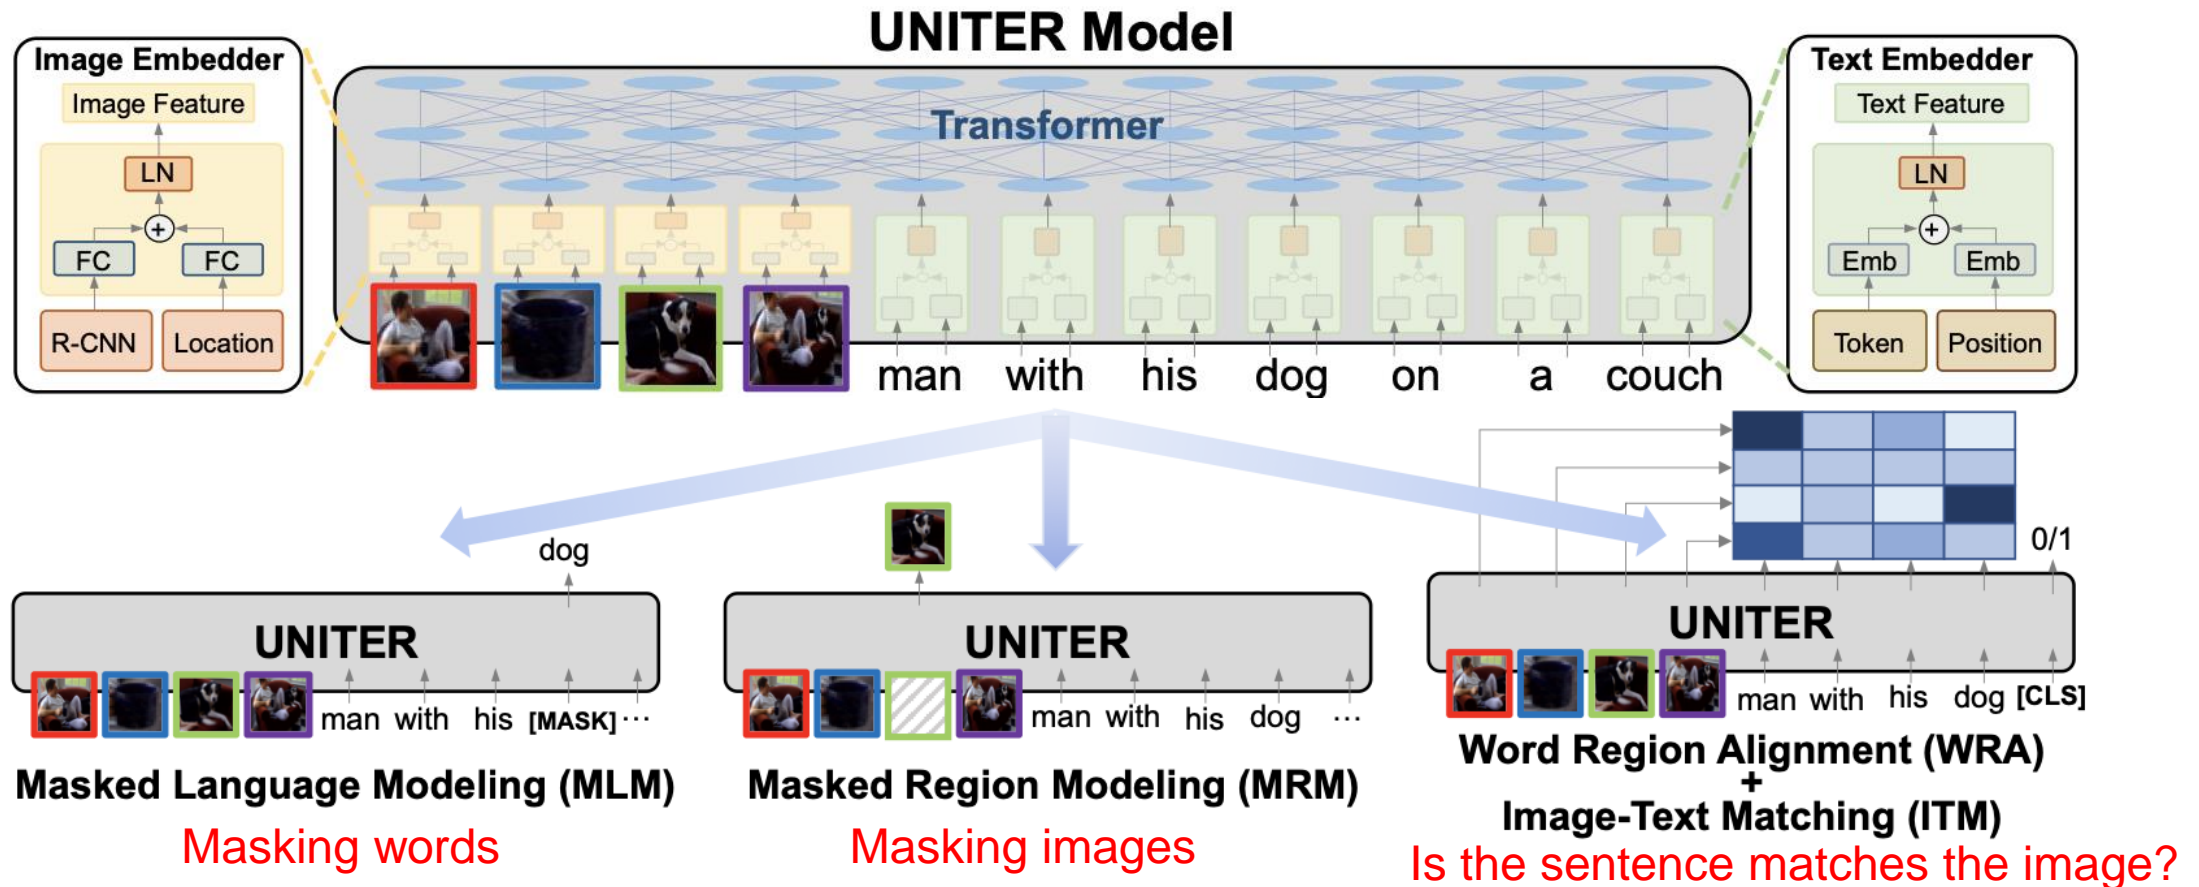 UNITER Model
Image Embedder
Image Feature
LN
+
FC FC
R-CNN Location
Transformer
man with his dog on a couch
Text Embedder
Text Feature
LN
+
Emb Emb
Token Position
dog
UNITER
man with his [MASK] ...
Masked Language Modeling (MLM)
Masking words
UNITER
man with his dog ...
Masked Region Modeling (MRM)
Masking images
0/1
UNITER
man with his dog [CLS]
Word Region Alignment (WRA)
+
Image-Text Matching (ITM)
Is the sentence matches the image?